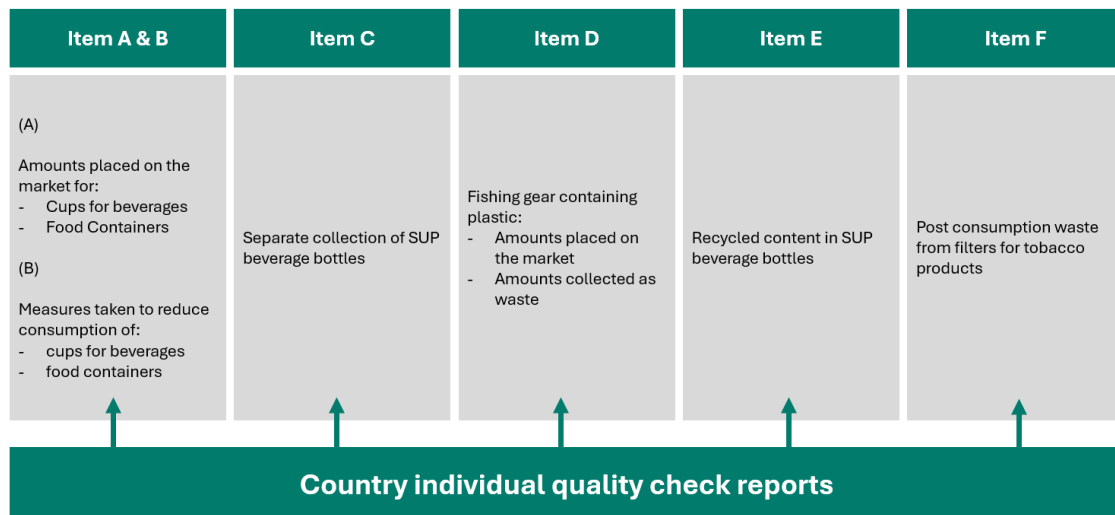 Item A & B
(A)
Amounts placed on the
market for:
- Cups for beverages
- Food Containers
(B)
Measures taken to reduce
consumption of:
- cups for beverages
- food containers
Item C
Separate collection of SUP
beverage bottles
Item D
Fishing gear containing
plastic:
- Amounts placed on
the market
- Amounts collected as
waste
Item E
Recycled content in SUP
beverage bottles
Item F
Post consumption waste
from filters for tobacco
products
Country individual quality check reports